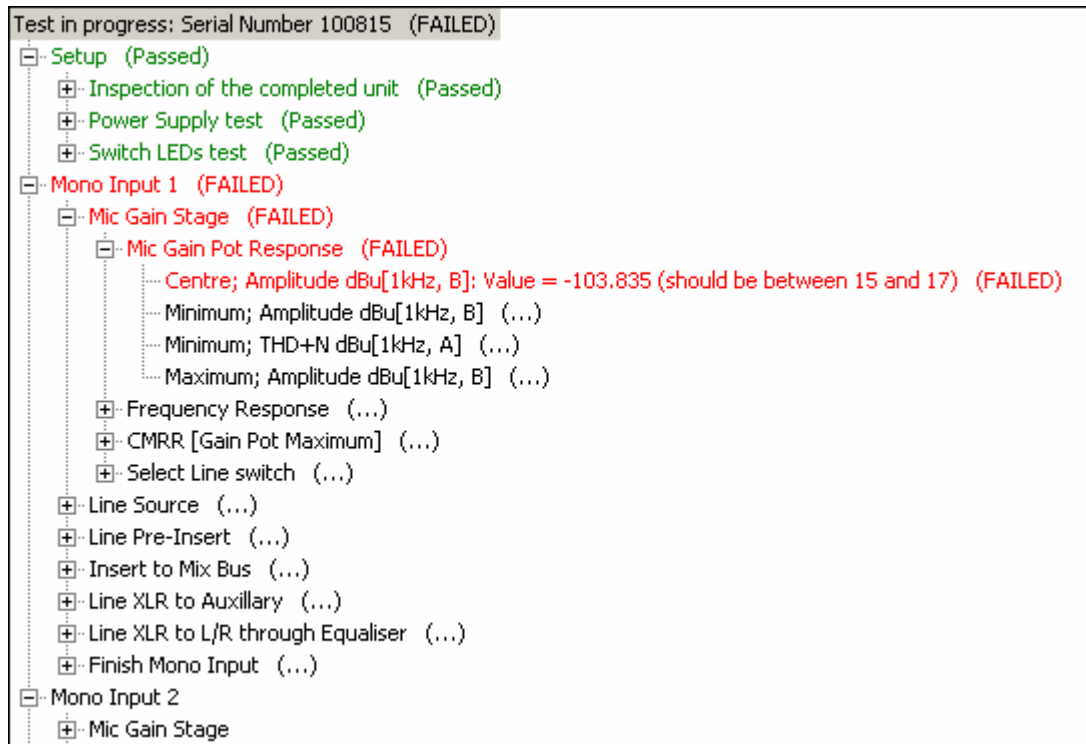 Test in progress: Serial Number 100815 (FAILED)
Setup (Passed)
Inspection of the completed unit (Passed)
Power Supply test (Passed)
Switch LEDs test (Passed)
Mono Input 1 (FAILED)
Mic Gain Stage (FAILED)
Mic Gain Pot Response (FAILED)
Centre; Amplitude dBu[1kHz, B]: Value = -103.835 (should be between 15 and 17) (FAILED)
Minimum; Amplitude dBu[1kHz, B] (...)
Minimum; THD+N dBu[1kHz, A] (...)
Maximum; Amplitude dBu[1kHz, B] (...)
Frequency Response (...)
CMRR [Gain Pot Maximum] (...)
Select Line switch (...)
Line Source (...)
Line Pre-Insert (...)
Insert to Mix Bus (...)
Line XLR to Auxillary (...)
Line XLR to L/R through Equaliser (...)
Finish Mono Input (...)
Mono Input 2
Mic Gain Stage